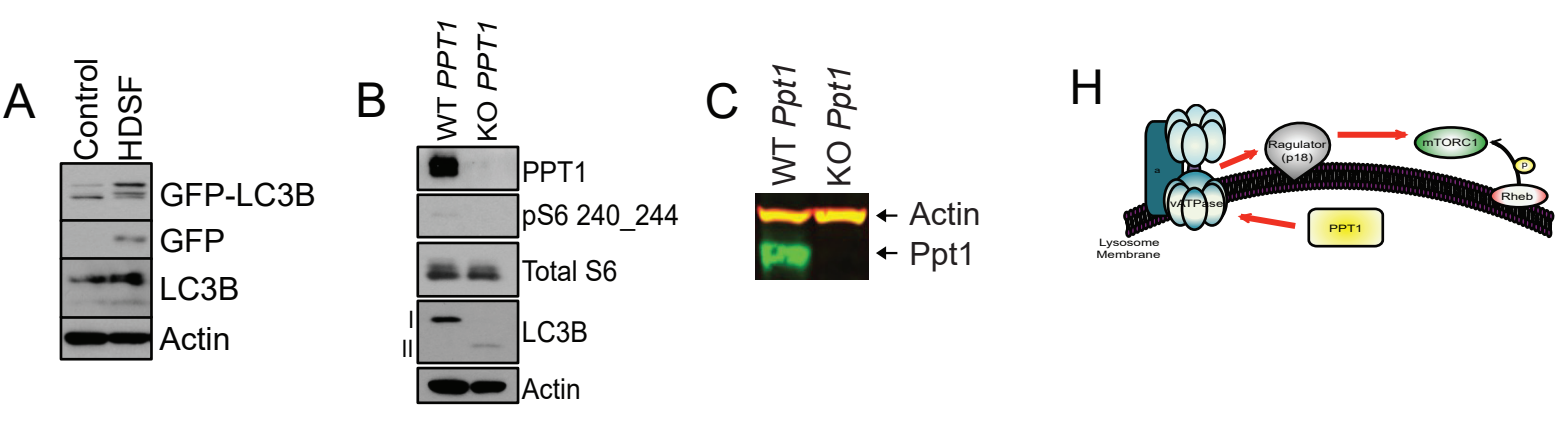 A
Control
HDSF
GFP-LC3B
GFP
LC3B
Actin
B
WT PPT1
KO PPT1
PPT1
pS6 240_244
Total S6
I
II
LC3B
Actin
C
WT Ppt1
KO Ppt1
Actin
Ppt1
H
a
vATPase
Ragulator
(p18)
mTORC1
P
Rheb
PPT1
Lysosome
Membrane